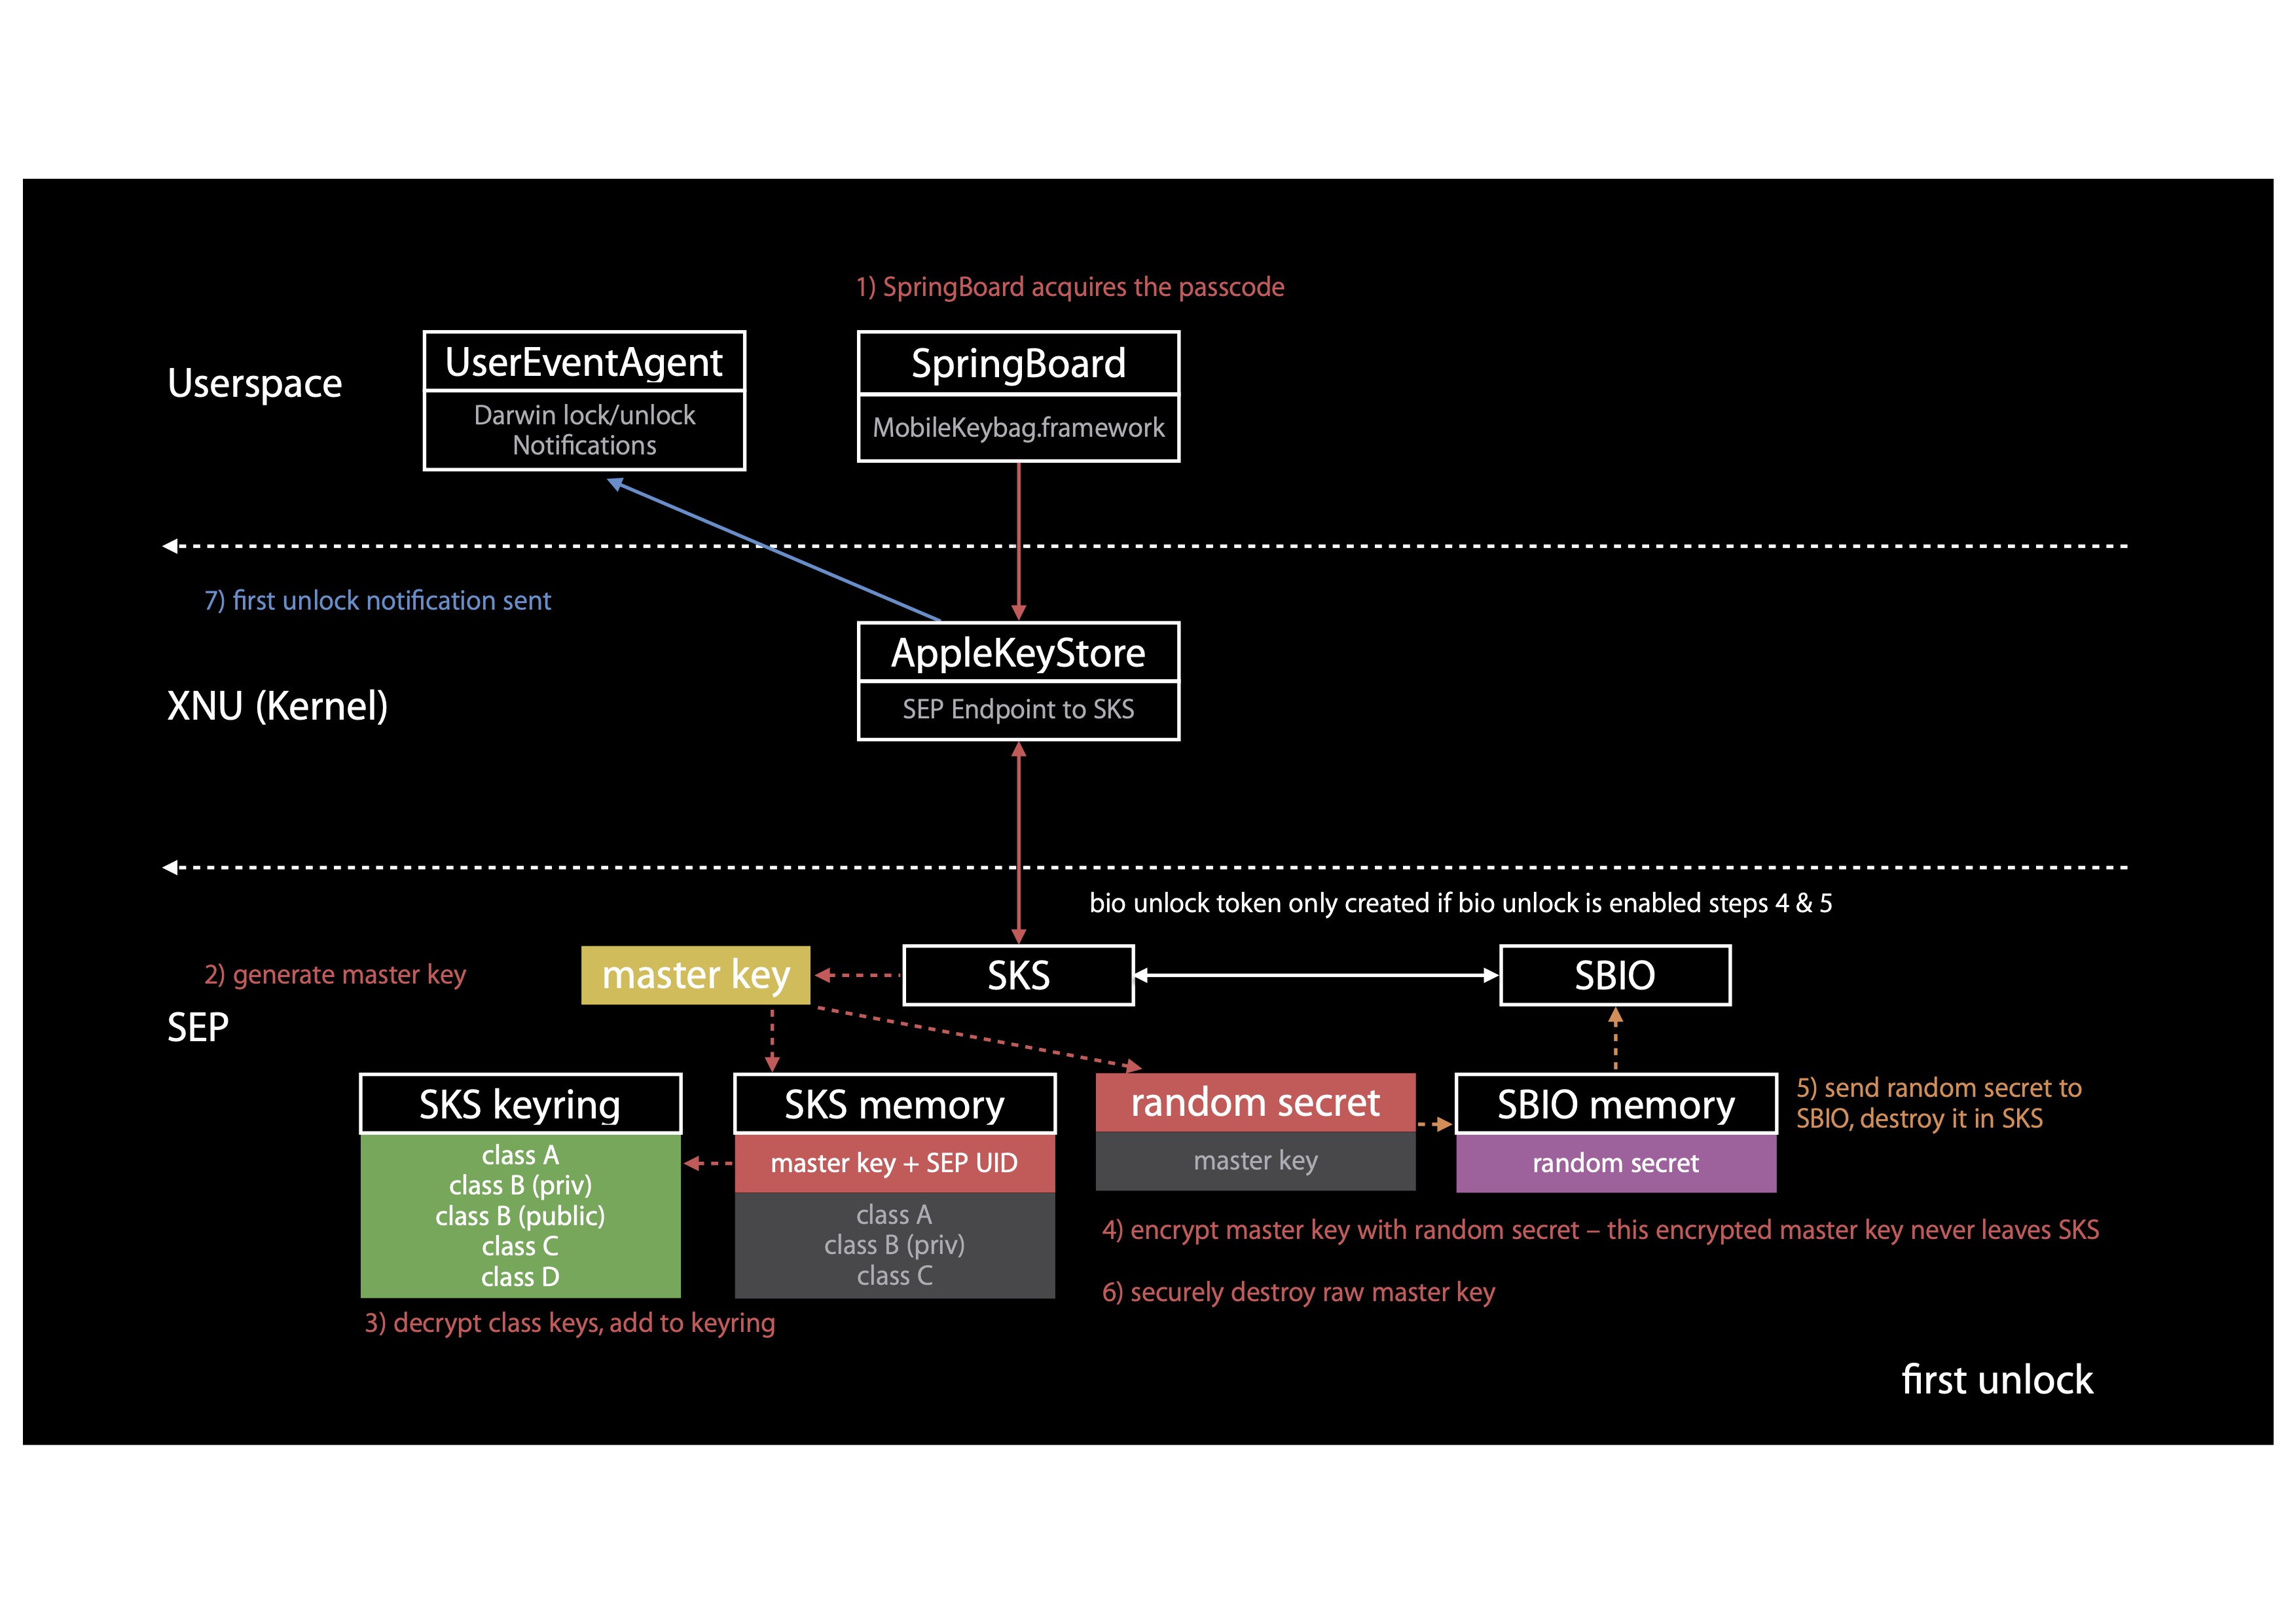 1) SpringBoard acquires the passcode
Userspace
UserEventAgent
Darwin lock/unlock
Notifications
SpringBoard
MobileKeybag.framework
7) first unlock notification sent
XNU (Kernel)
AppleKeyStore
SEP Endpoint to SKS
bio unlock token only created if bio unlock is enabled steps 4 & 5
2) generate master key
master key
SKS
SBIO
SEP
SKS keyring
class A
class B (priv)
class B (public)
class C
class D
SKS memory
master key + SEP UID
class A
class B (priv)
class C
random secret
master key
SBIO memory
random secret
5) send random secret to
SBIO, destroy it in SKS
4) encrypt master key with random secret – this encrypted master key never leaves SKS
6) securely destroy raw master key
3) decrypt class keys, add to keyring
first unlock